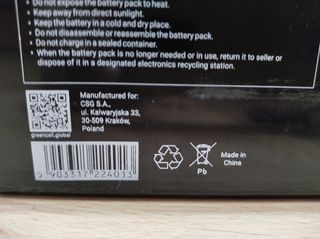 • Do not expose the battery pack to heat.
• Keep away from direct sunlight.
• Keep the battery in a cold and dry place.
• Do not disassemble or reassemble the battery pack.
• Do not charge in a sealed container.
• When the battery pack is no longer needed or in use, return it to seller or
dispose of it in a designated electronics recycling station.
Manufactured for:
CSG S.A.,
ul. Kalwaryjska 33,
30-509 Kraków,
Poland
greencell.global
5 903317 224013
Pb
Made in
China